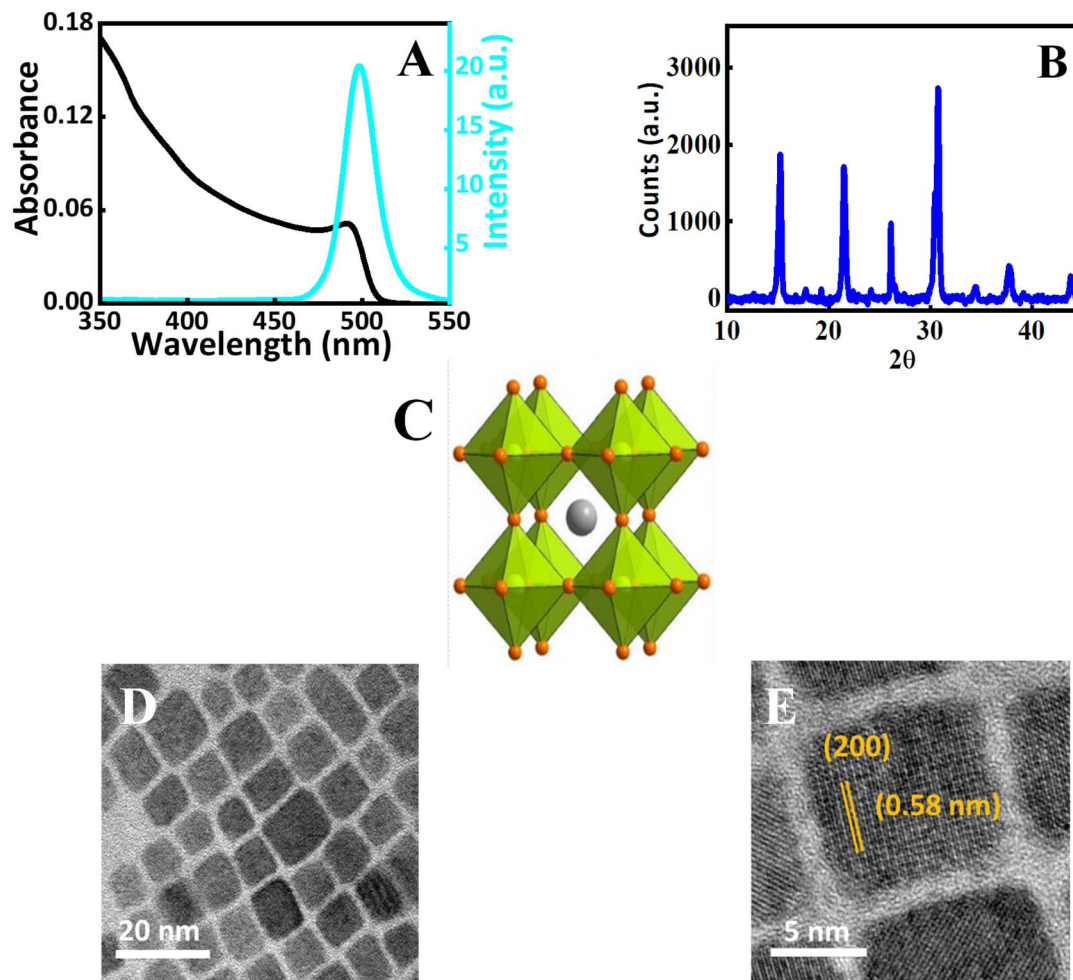 A
0.18
0.12
0.06
0.00
Absorbance
350
400
450
500
550
Wavelength (nm)
20
15
10
5
Intensity (a.u.)
B
3000
2000
1000
0
Counts (a.u.)
10
20
30
40
2θ
C
D
20 nm
E
(200)
(0.58 nm)
5 nm